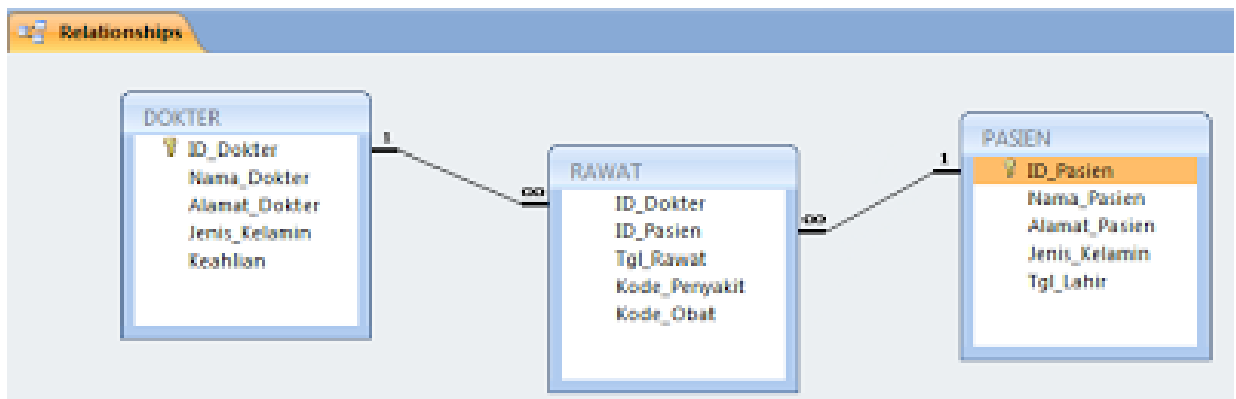 Relationships
DOKTER
ID_Dokter
Nama_Dokter
Alamat_Dokter
Jenis_Kelamin
Keahlian
1
∞
RAWAT
ID_Dokter
ID_Pasien
Tgl_Rawat
Kode_Penyakit
Kode_Obat
∞
1
PASIEN
ID_Pasien
Nama_Pasien
Alamat_Pasien
Jenis_Kelamin
Tgl_Lahir